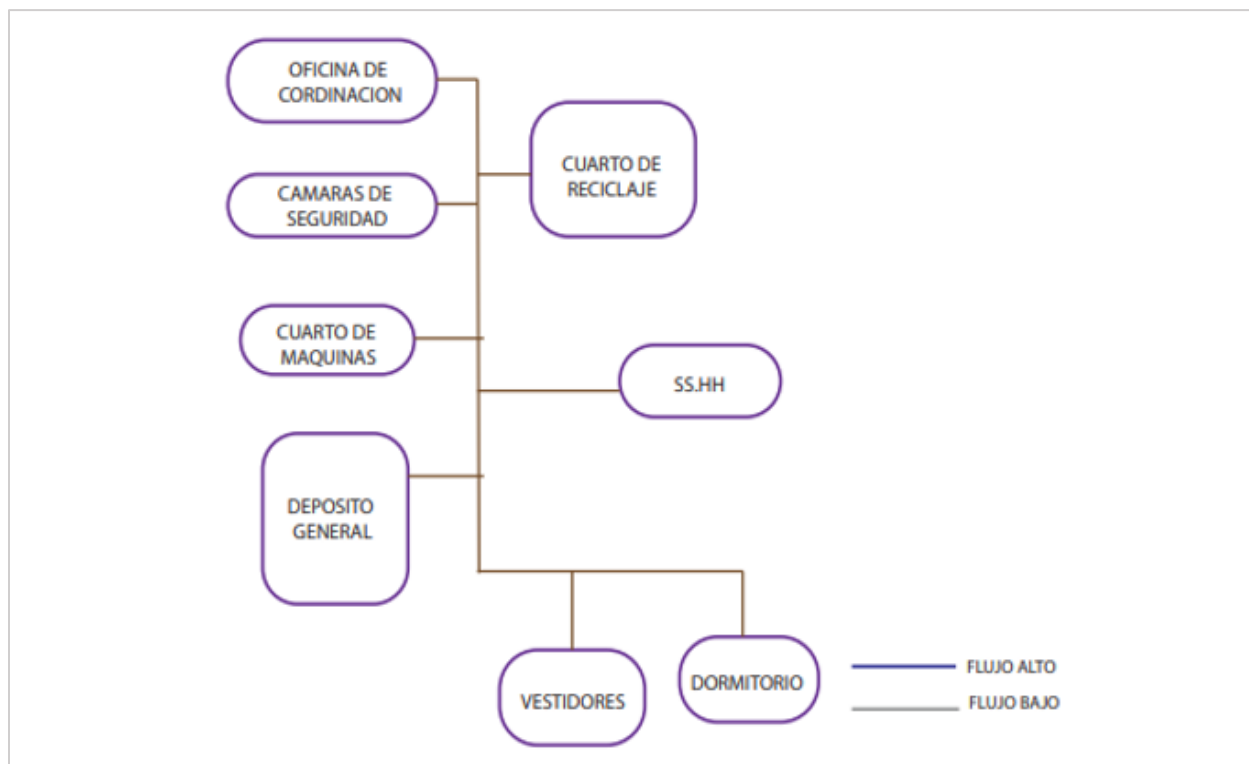 OFICINA DE
CORDINACION
CUARTO DE
RECICLAJE
CAMARAS DE
SEGURIDAD
CUARTO DE
MAQUINAS
SS.HH
DEPOSITO
GENERAL
VESTIDORES
DORMITORIO
FLUJO ALTO
FLUJO BAJO